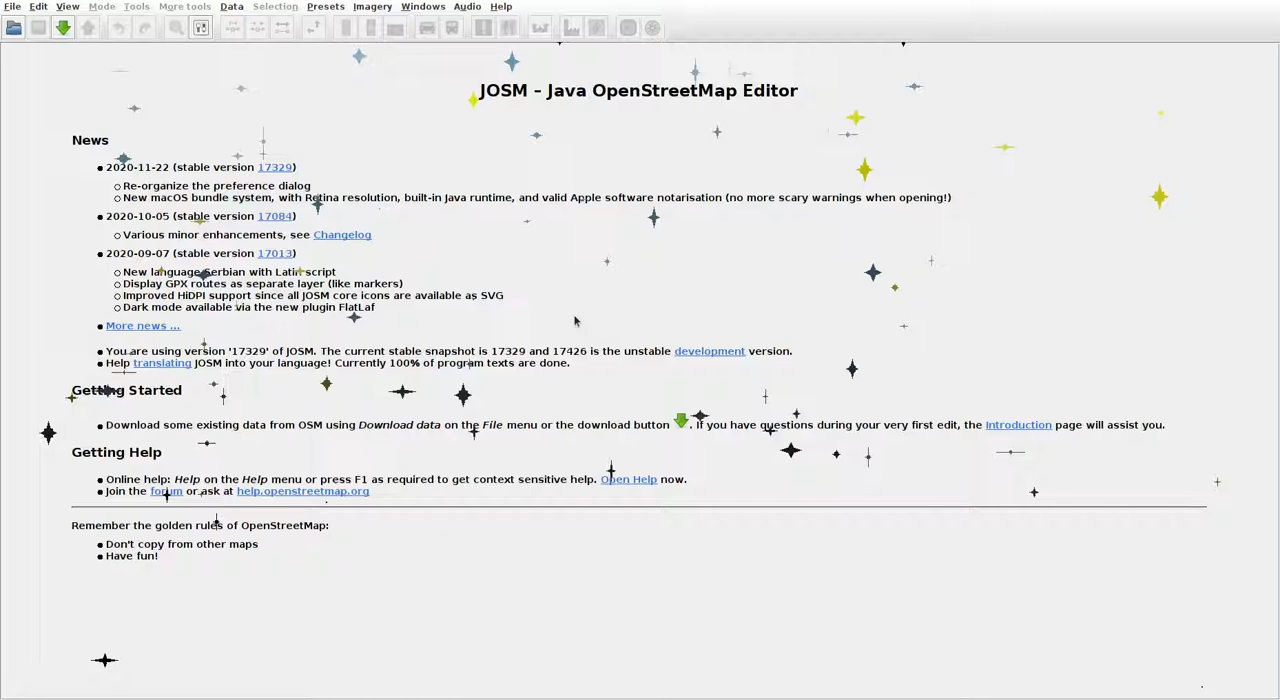 File Edit View Mode Tools More tools Data Selection Presets Imagery Windows Audio Help
JOSM – Java OpenStreetMap Editor
News
2020-11-22 (stable version 17329)
Re-organize the preference dialog
New macOS bundle system, with Retina resolution, built-in Java runtime, and valid Apple software notarisation (no more scary warnings when opening!)
2020-10-05 (stable version 17084)
Various minor enhancements, see Changelog
2020-09-07 (stable version 17013)
New language Serbian with Latin script
Display GPX routes as separate layer (like markers)
Improved HiDPI support since all JOSM core icons are available as SVG
Dark mode available via the new plugin FlatLaf
More news ...
You are using version '17329' of JOSM. The current stable snapshot is 17329 and 17426 is the unstable development version.
Help translating JOSM into your language! Currently 100% of program texts are done.
Getting Started
Download some existing data from OSM using Download data on the File menu or the download button . If you have questions during your very first edit, the Introduction page will assist you.
Getting Help
Online help: Help on the Help menu or press F1 as required to get context sensitive help. Open Help now.
Join the forum or ask at help.openstreetmap.org
Remember the golden rules of OpenStreetMap:
Don't copy from other maps
Have fun!